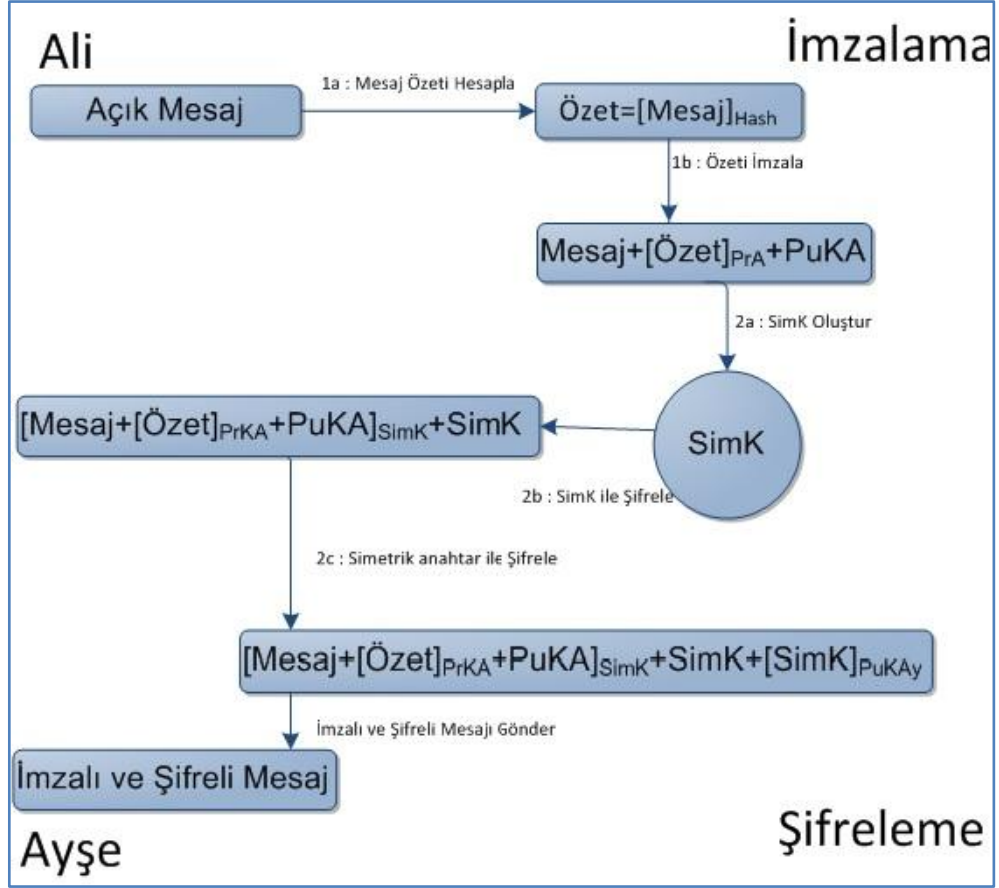 Ali
İmzalama
Açık Mesaj
1a : Mesaj Özeti Hesapla
Özet=[Mesaj]Hash
1b : Özeti İmzala
Mesaj+[Özet]PrA+PuKA
2a : SimK Oluştur
SimK
[Mesaj+[Özet]PrKA+PuKA]SimK+SimK
2b : SimK ile Şifrele
2c : Simetrik anahtar ile Şifrele
[Mesaj+[Özet]PrKA+PuKA]SimK+SimK+[SimK]PuKAy
İmzalı ve Şifreli Mesajı Gönder
İmzalı ve Şifreli Mesaj
Şifreleme
Ayşe